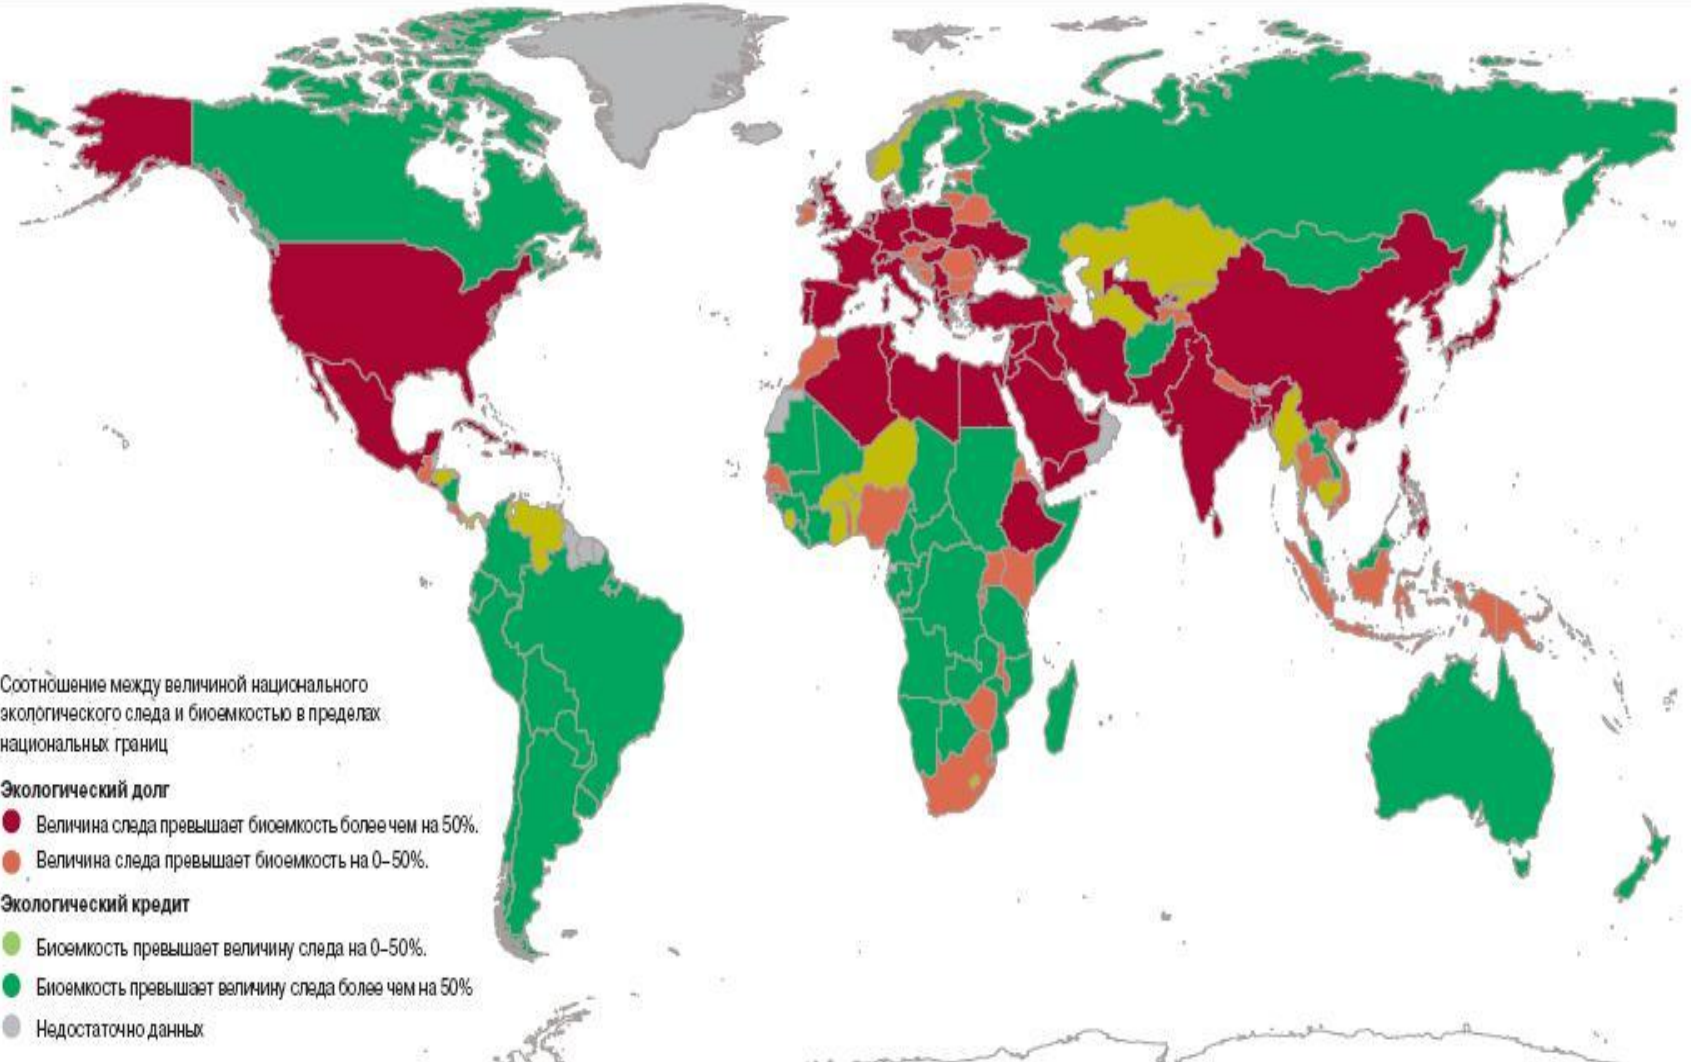 Соотношение между величиной национального
экологического следа и биоемкостью в пределах
национальных границ
Экологический долг
Величина следа превышает биоемкость более чем на 50%.
Величина следа превышает биоемкость на 0–50%.
Экологический кредит
Биоемкость превышает величину следа на 0–50%.
Биоемкость превышает величину следа более чем на 50%
Недостаточно данных